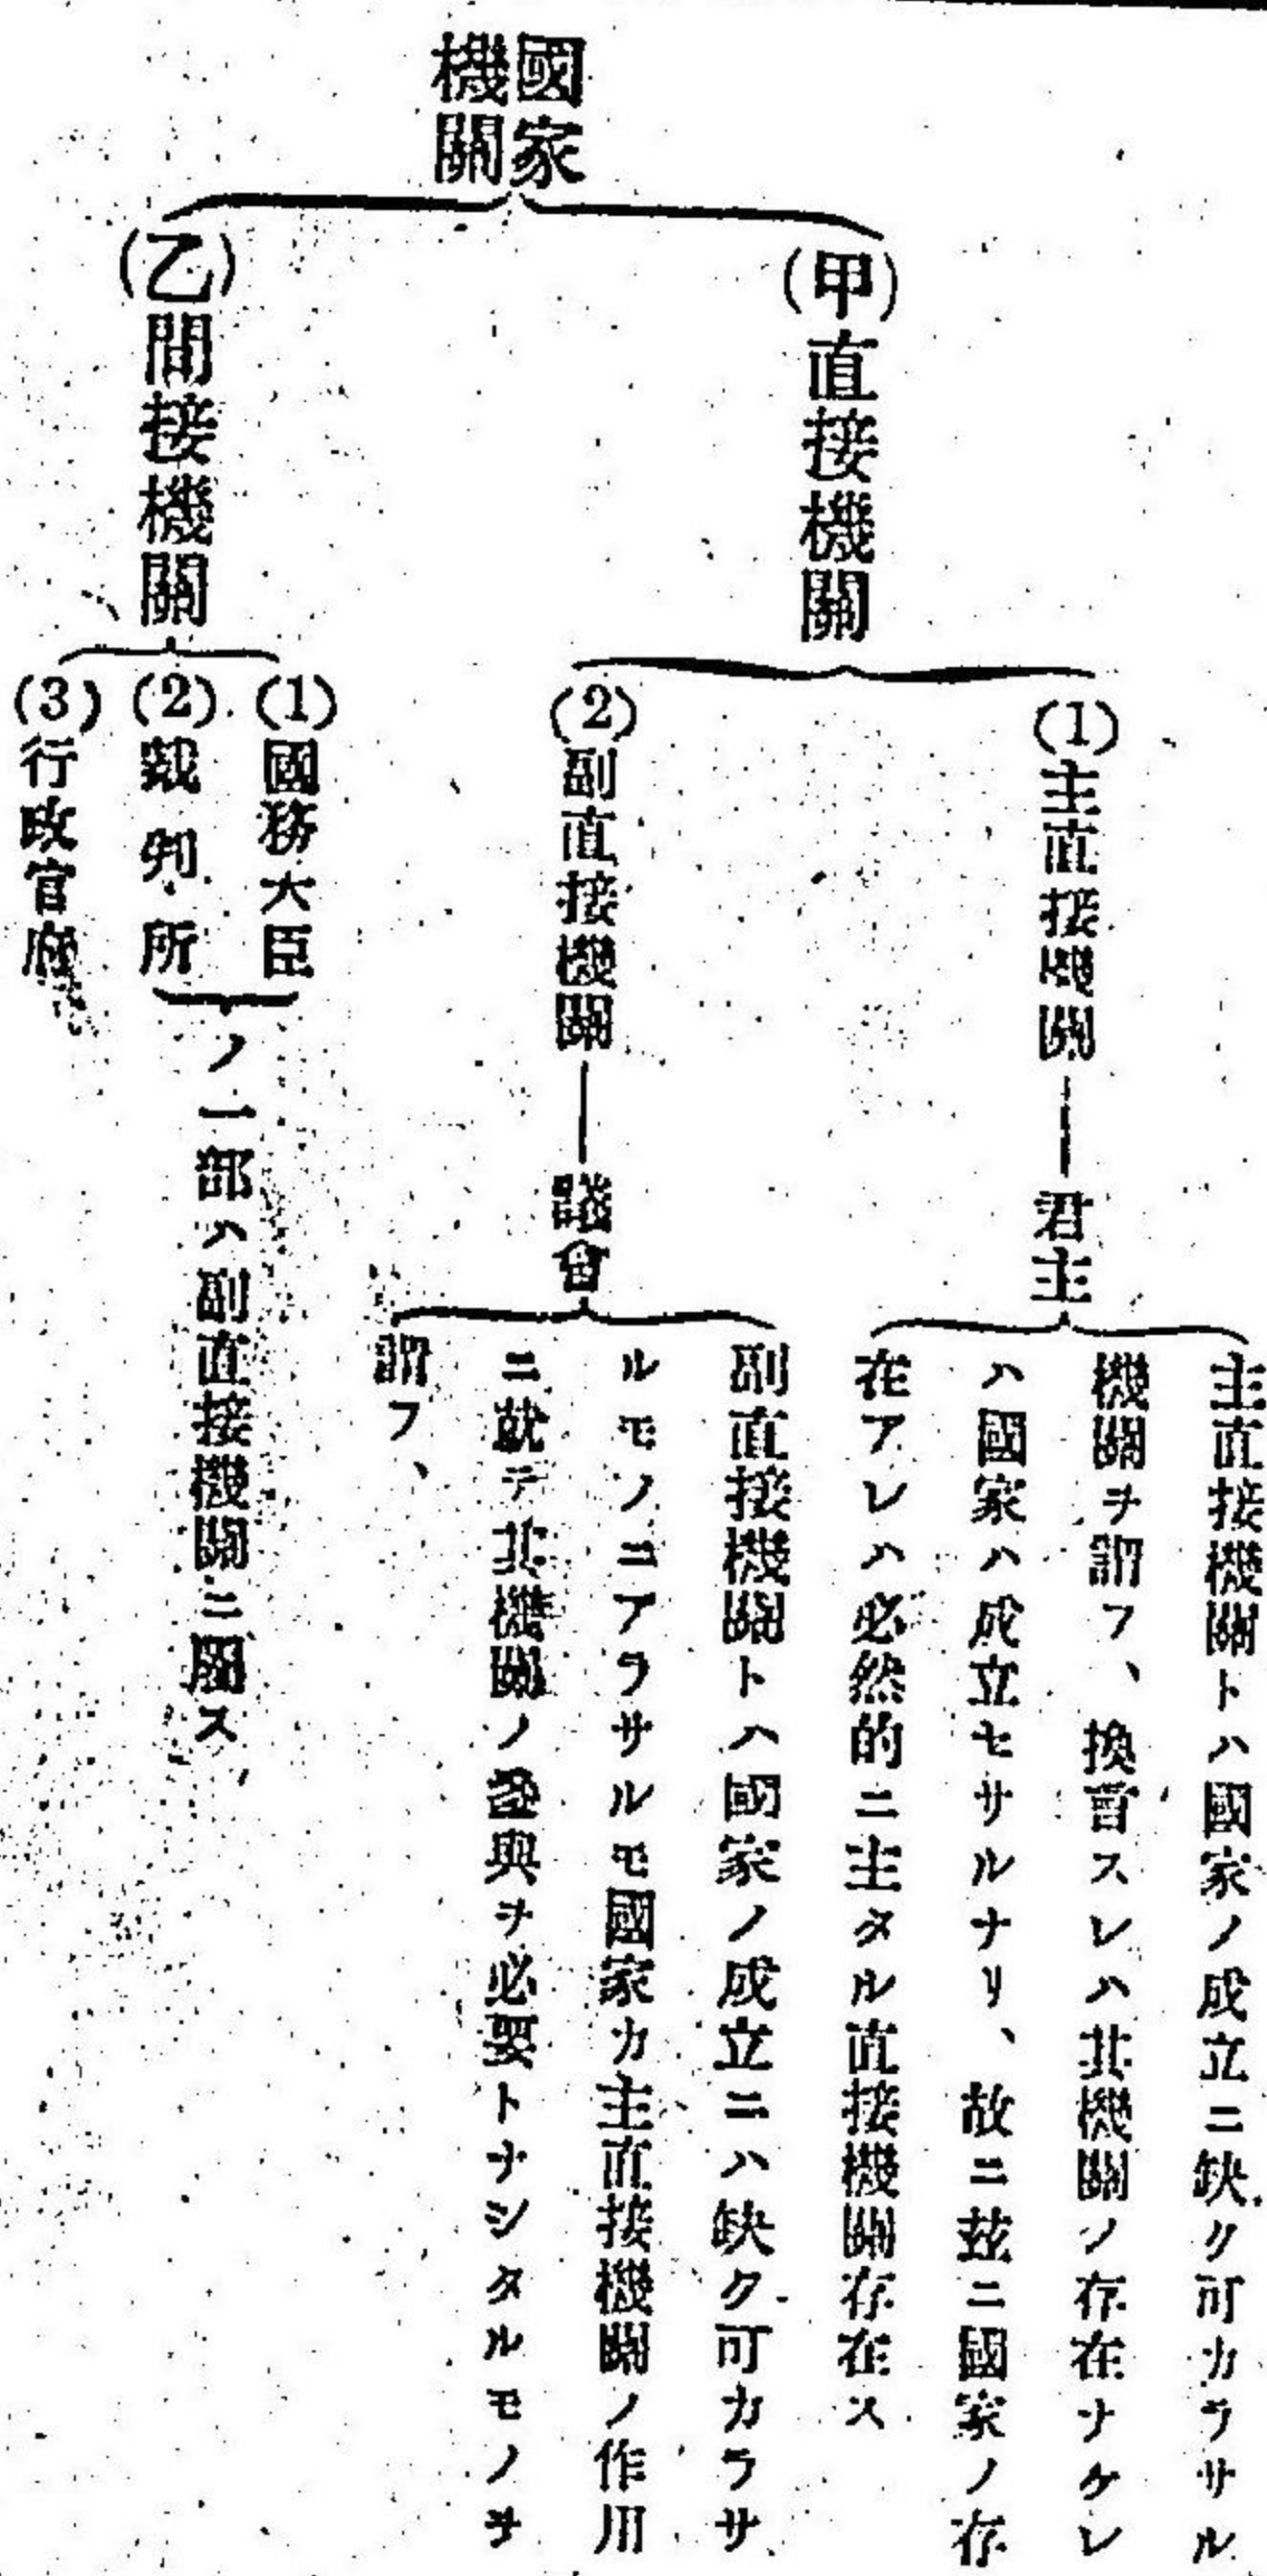 國家
機關
(甲)直接機關
(1)主直接機關――君主
主直接機關トハ國家ノ成立ニ缺ク可カラサル
機關ヲ謂フ、換言スレハ其機關ノ存在ナケレ
ハ國家ハ成立セサルナリ、故ニ玆ニ國家ノ存
在アレハ必然的ニ主タル直接機關存在ス
(2)副直接機關――議會
副直接機關トハ國家ノ成立ニハ缺ク可カラサ
ルモノニアラサルモ國家カ主直接機關ノ作用
ニ就テ其機關ノ參與ヲ必要トナシタルモノヲ
謂フ、
(乙)間接機關
(1)國務大臣
(2)裁判所
ノ一部ハ副直接機關ニ屬ス
(3)行政官廳